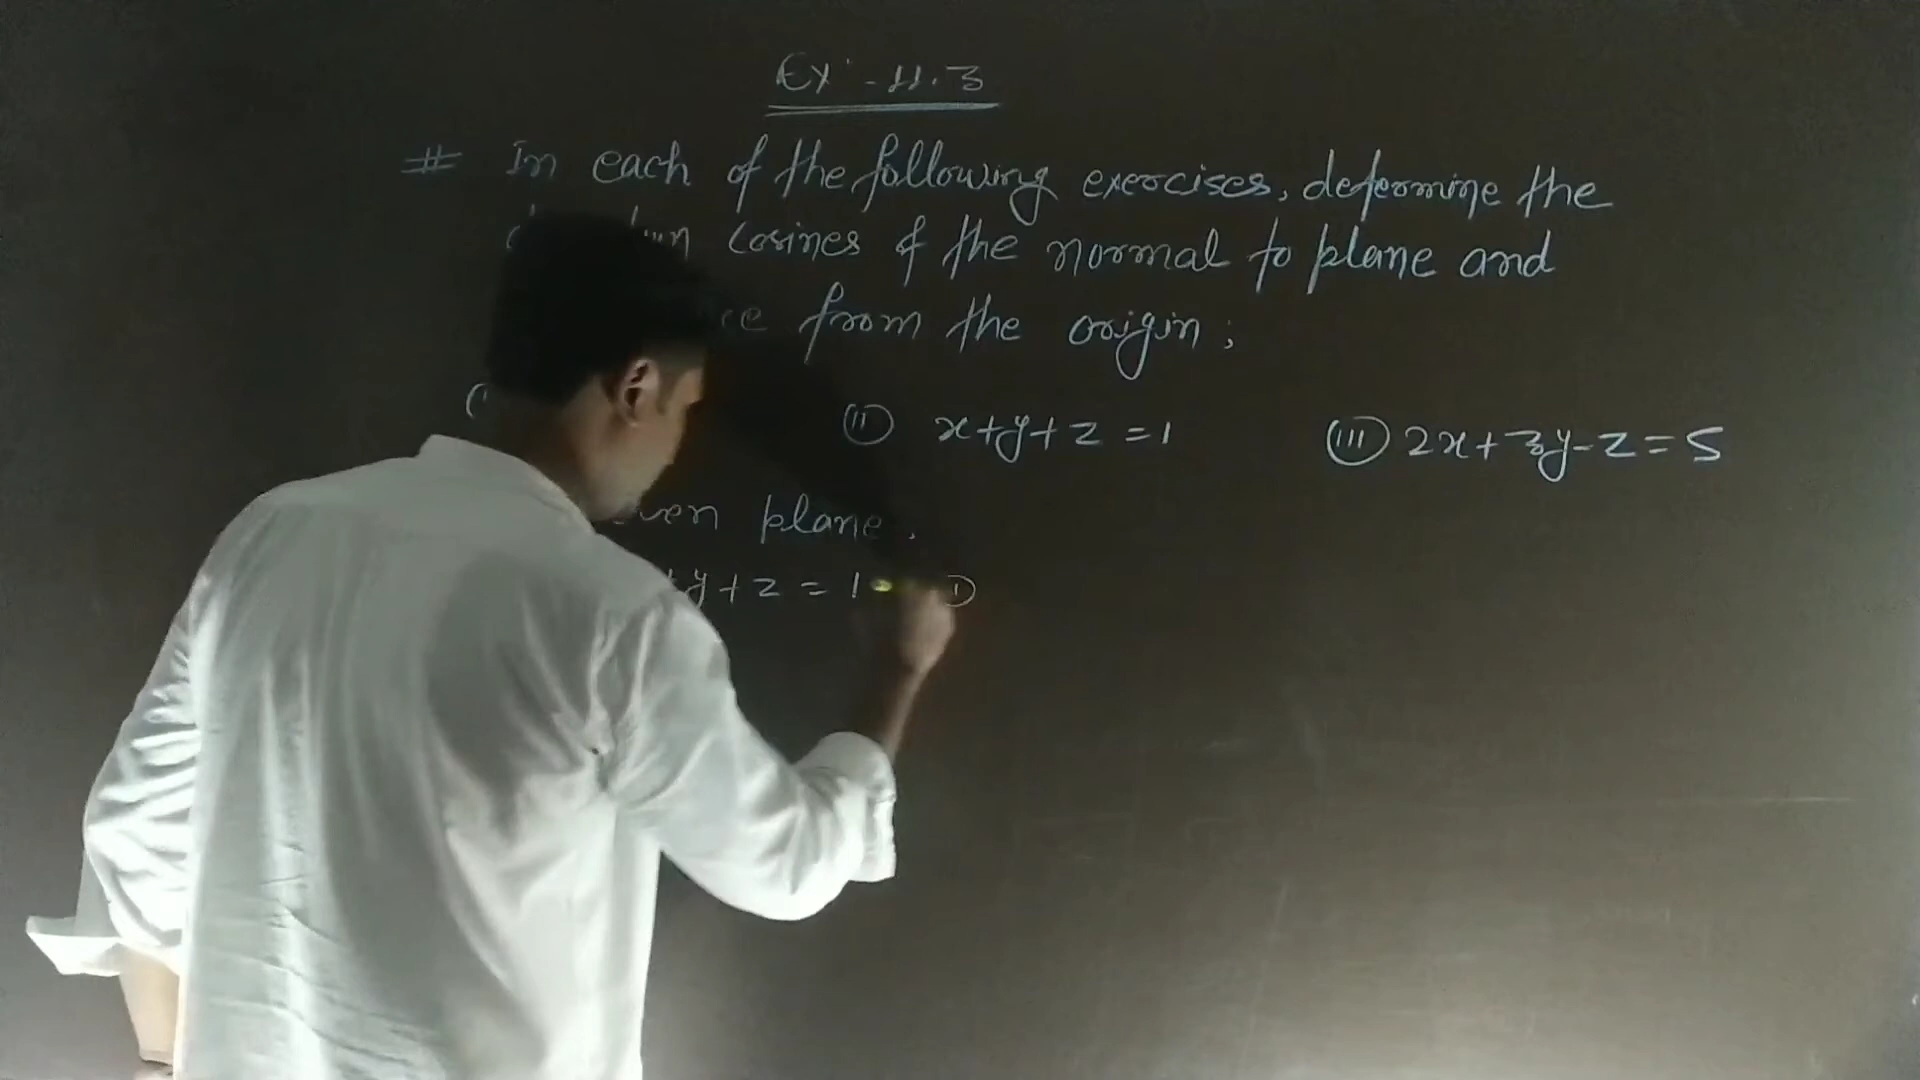 Ex - 11.3
# In each of the following exercises, determine the
cosines of the normal to plane and
from the origin ;
(ii) x+y+z=1 (iii) 2x+3y-z=5
plane.
+y+z=1 - (1)